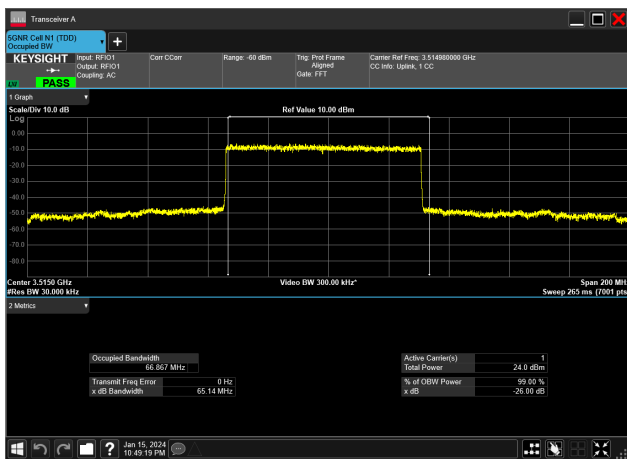 Transceiver A
5GNR Cell N1 (TDD)
Occupied BW
KEYSIGHT
PASS
Input: RFIO1
Output: RFIO1
Coupling: AC
Corr CCorr
Range: -60 dBm
Trig: Prot Frame
Aligned
Gate: FFT
Carrier Ref Freq: 3.514980000 GHz
CC Info: Uplink, 1 CC
1 Graph
Scale/Div 10.0 dB
Ref Value 10.00 dBm
Log
0.00
-10.0
-20.0
-30.0
-40.0
-50.0
-60.0
-70.0
-80.0
Center 3.5150 GHz
Video BW 300.00 kHz*
Span 200 MHz
#Res BW 30.000 kHz
Sweep 265 ms (7001 pts
2 Metrics
Occupied Bandwidth
66.867 MHz
Active Carrier(s) 1
Total Power 24.0 dBm
Transmit Freq Error 0 Hz
x dB Bandwidth 65.14 MHz
% of OBW Power 99.00 %
x dB -26.00 dB
Jan 15, 2024
10:49:19 PM